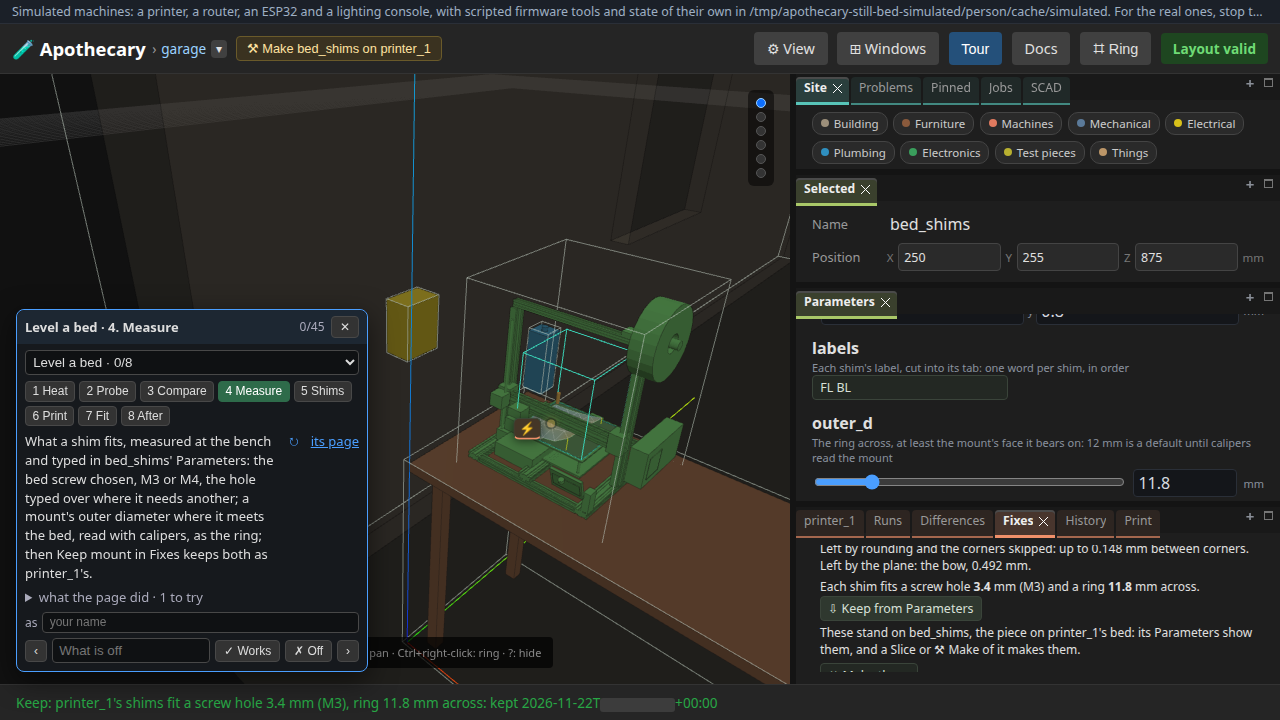 Simulated machines: a printer, a router, an ESP32 and a lighting console, with scripted firmware tools and state of their own in /tmp/apothecary-still-bed-simulated/person/cache/simulated. For the real ones, stop t…
Apothecary › garage ▾ ⚒ Make bed_shims on printer_1 ⚙ View ⊞ Windows Tour Docs ⌗ Ring Layout valid
Site Problems Pinned Jobs SCAD
Building Furniture Machines Mechanical Electrical
Plumbing Electronics Test pieces Things
Selected
Name bed_shims
Position X 250 Y 255 Z 875 mm
Parameters
labels
Each shim's label, cut into its tab: one word per shim, in order
FL BL
outer_d
The ring across, at least the mount's face it bears on: 12 mm is a default until calipers
read the mount
11.8 mm
printer_1 Runs Differences Fixes History Print
Left by rounding and the corners skipped: up to 0.148 mm between corners.
Left by the plane: the bow, 0.492 mm.
Each shim fits a screw hole 3.4 mm (M3) and a ring 11.8 mm across.
⇩ Keep from Parameters
These stand on bed_shims, the piece on printer_1's bed: its Parameters show
them, and a Slice or ⚒ Make of it makes them.
Level a bed · 4. Measure 0/45 ✕
Level a bed · 0/8
1 Heat 2 Probe 3 Compare 4 Measure 5 Shims
6 Print 7 Fit 8 After
What a shim fits, measured at the bench ↻ its page
and typed in bed_shims' Parameters: the
bed screw chosen, M3 or M4, the hole
typed over where it needs another; a
mount's outer diameter where it meets
the bed, read with calipers, as the ring;
then Keep mount in Fixes keeps both as
printer_1's.
▶ what the page did · 1 to try
as your name
‹ What is off ✓ Works ✗ Off ›
pan · Ctrl+right-click: ring · ?: hide
Keep: printer_1's shims fit a screw hole 3.4 mm (M3), ring 11.8 mm across: kept 2026-11-22T +00:00